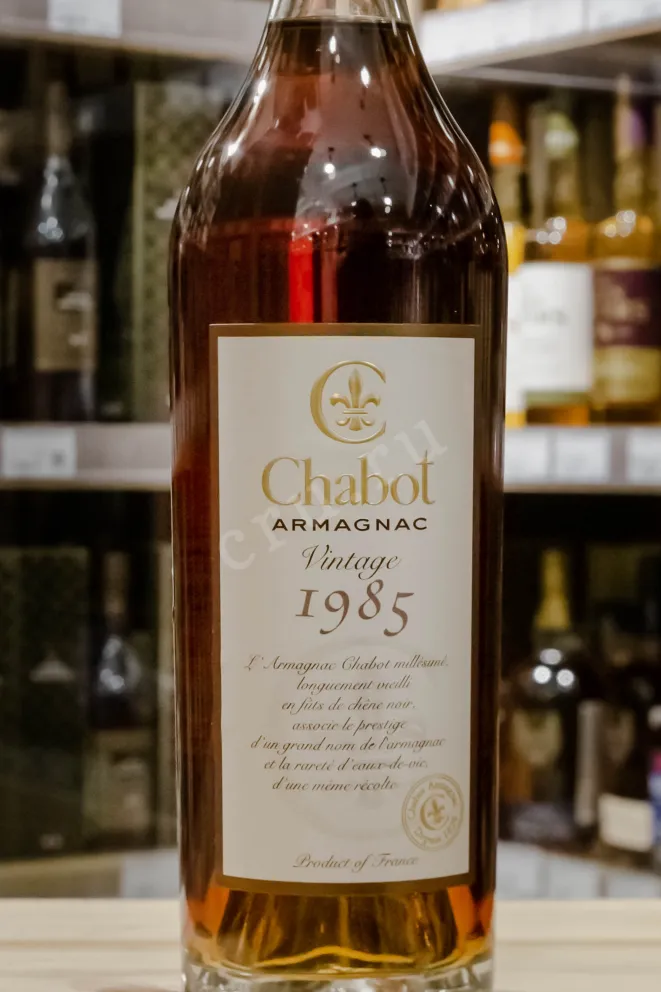 Chabot
ARMAGNAC
Vintage
1985
L'Armagnac Chabot millésimé,
longuement vieilli
en fûts de chêne noir,
associe le prestige
d'un grand nom de l'armagnac
et la rareté d'eaux-de-vie
d'une même récolte
Product of France